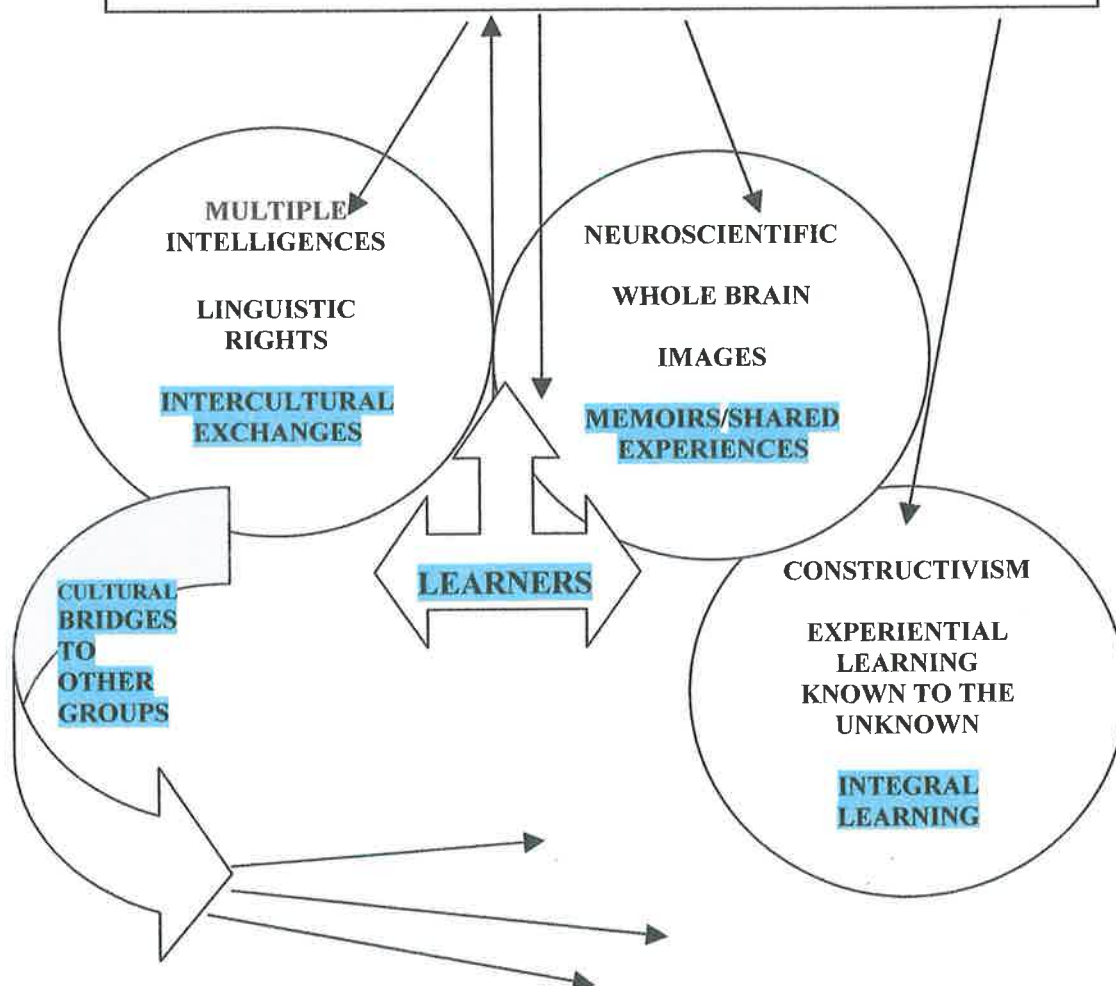 MULTIPLE
INTELLIGENCES
LINGUISTIC
RIGHTS
INTERCULTURAL
EXCHANGES
NEUROSCIENTIFIC
WHOLE BRAIN
IMAGES
MEMOIRS/SHARED
EXPERIENCES
LEARNERS
CULTURAL
BRIDGES
TO
OTHER
GROUPS
CONSTRUCTIVISM
EXPERIENTIAL
LEARNING
KNOWN TO THE
UNKNOWN
INTEGRAL
LEARNING